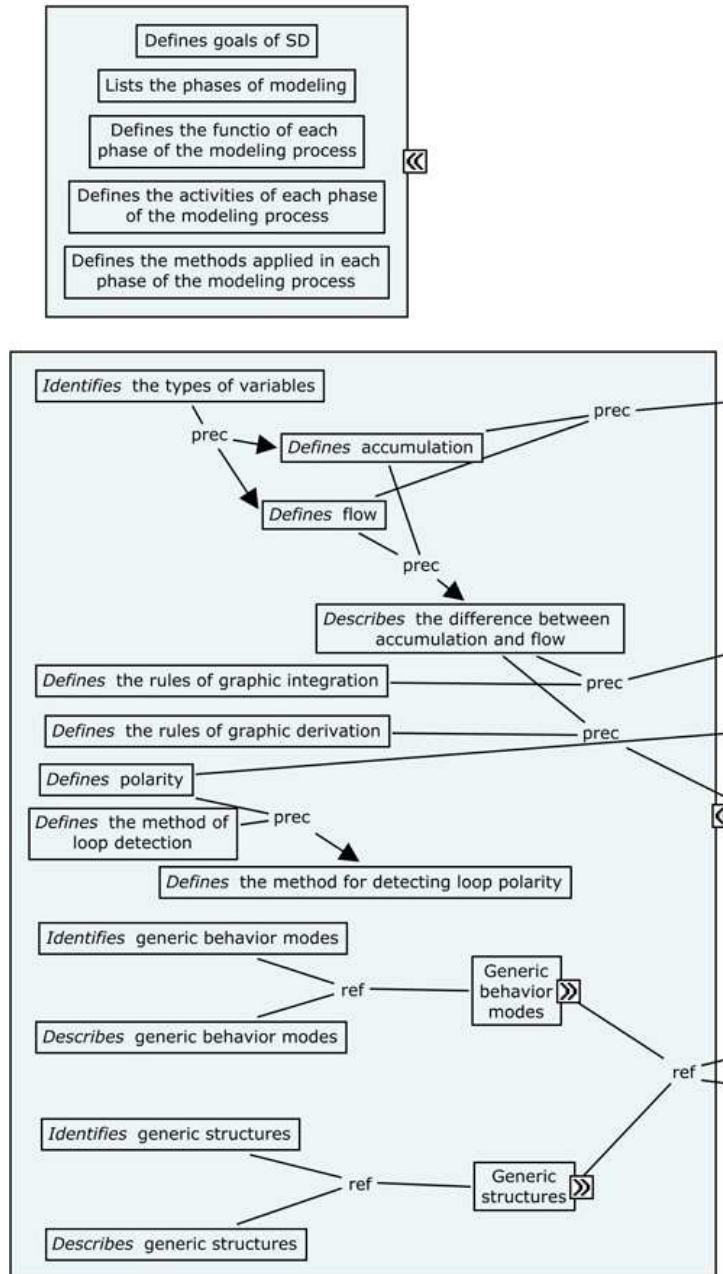 Defines goals of SD
Lists the phases of modeling
Defines the functio of each
phase of the modeling process
Defines the activities of each phase
of the modeling process
Defines the methods applied in each
phase of the modeling process
Identifies the types of variables
prec
prec
Defines accumulation
Defines flow
prec
Describes the difference between
accumulation and flow
Defines the rules of graphic integration
prec
Defines the rules of graphic derivation
prec
Defines polarity
Defines the method of
loop detection
prec
Defines the method for detecting loop polarity
Identifies generic behavior modes
Generic
behavior
modes
ref
Describes generic behavior modes
ref
Identifies generic structures
Generic
structures
ref
Describes generic structures